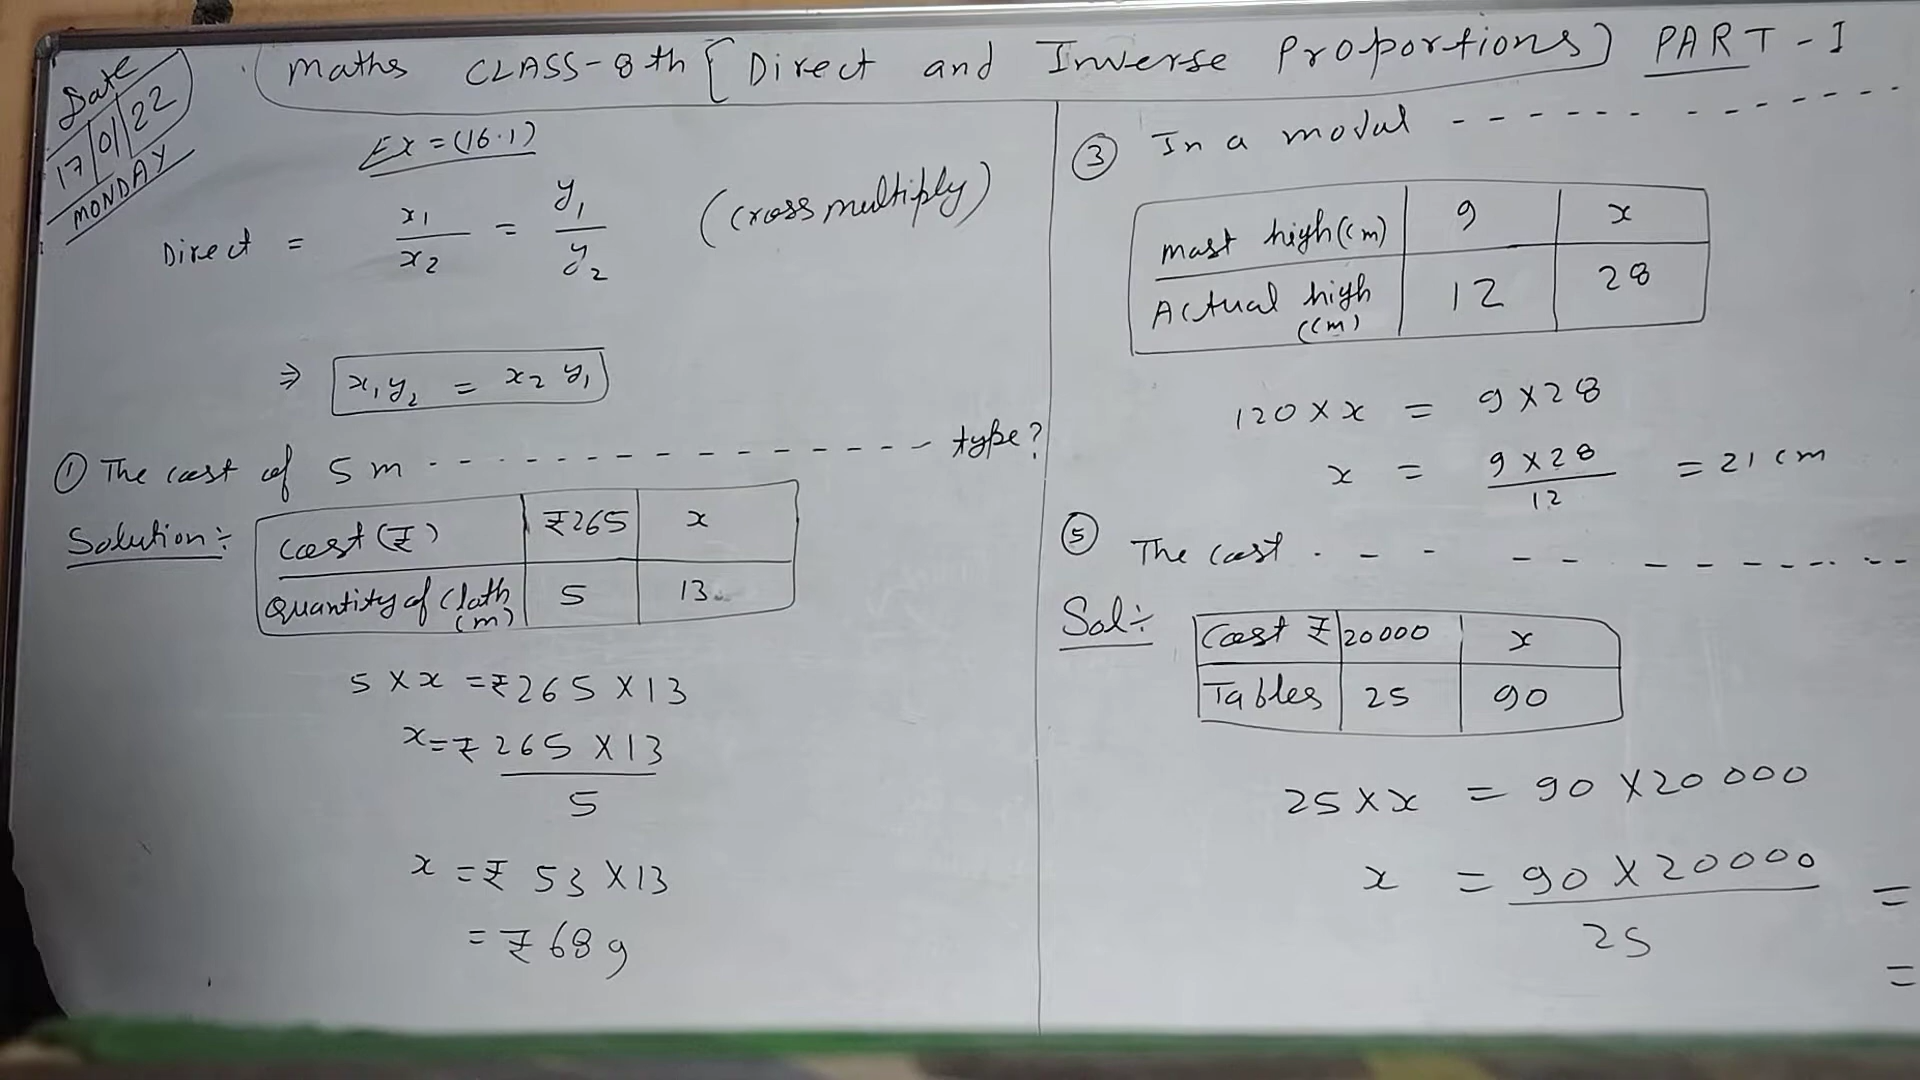 Date
17/01/22
MONDAY
Maths CLASS-8th [Direct and Inverse Proportions] PART-I
Ex = (16.1)
Direct = x₁/x₂ = y₁/y₂ (cross multiply)
⇒ x₁y₂ = x₂y₁
① The cost of 5 m - - - - - - - - - - - - - - - - type?
Solution:-
Cost (₹) ₹265 x
Quantity of Cloth (m) 5 13
5 × x = ₹265 × 13
x = ₹ 265 × 13 / 5
x = ₹ 53 × 13
= ₹ 689
③ In a modal - - - - - - - - - - - - -
Mast high (cm) 9 x
Actual high (cm) 12 28
120 × x = 9 × 28
x = 9 × 28 / 12 = 21 cm
⑤ The cost - - - - - - - - - - - -
Sol:-
Cost ₹ 20000 x
Tables 25 90
25 × x = 90 × 20000
x = 90 × 20000 / 25 =
=